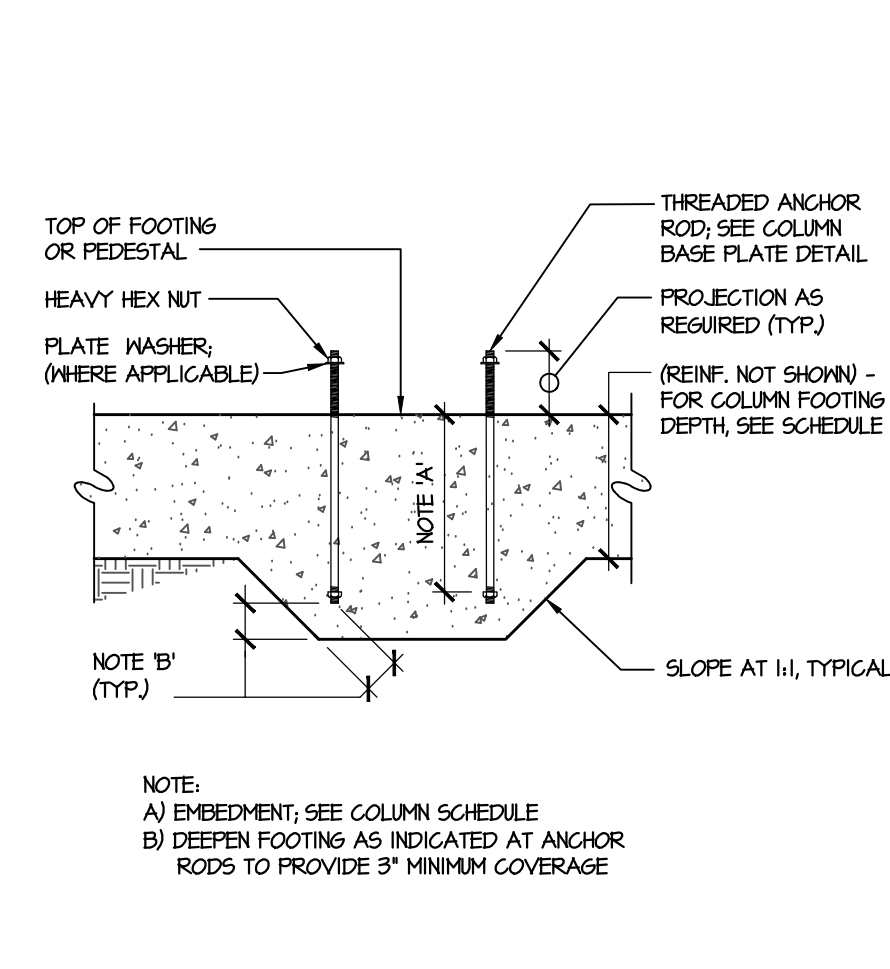 TOP OF FOOTING
OR PEDESTAL
HEAVY HEX NUT
PLATE WASHER;
(WHERE APPLICABLE)
THREADED ANCHOR
ROD; SEE COLUMN
BASE PLATE DETAIL
PROJECTION AS
REGUIRED (TYP.)
(REINF. NOT SHOWN) -
FOR COLUMN FOOTING
DEPTH, SEE SCHEDULE
NOTE 'A'
NOTE 'B'
(TYP.)
SLOPE AT 1:1, TYPICAL
NOTE:
A) EMBEDMENT; SEE COLUMN SCHEDULE
B) DEEPEN FOOTING AS INDICATED AT ANCHOR
RODS TO PROVIDE 3" MINIMUM COVERAGE